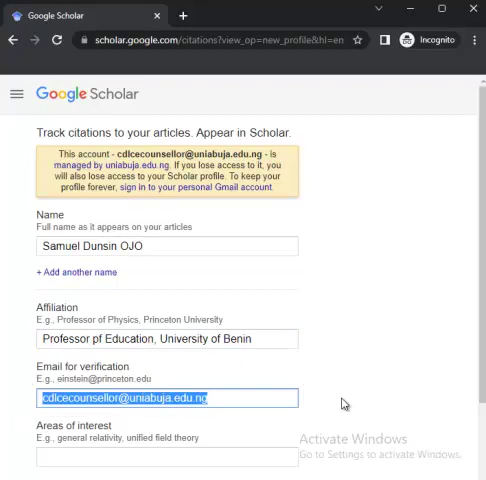 Google Scholar
scholar.google.com/citations?view_op=new_profile&hl=en
Incognito
Google Scholar
Track citations to your articles. Appear in Scholar.
This account - cdlcecounsellor@uniabuja.edu.ng - is
managed by uniabuja.edu.ng. If you lose access to it, you
will also lose access to your Scholar profile. To keep your
profile forever, sign in to your personal Gmail account.
Name
Full name as it appears on your articles
Samuel Dunsin OJO
+ Add another name
Affiliation
E.g., Professor of Physics, Princeton University
Professor pf Education, University of Benin
Email for verification
E.g., einstein@princeton.edu
cdlcecounsellor@uniabuja.edu.ng
Areas of interest
E.g., general relativity, unified field theory
Activate Windows
Go to Settings to activate Windows.